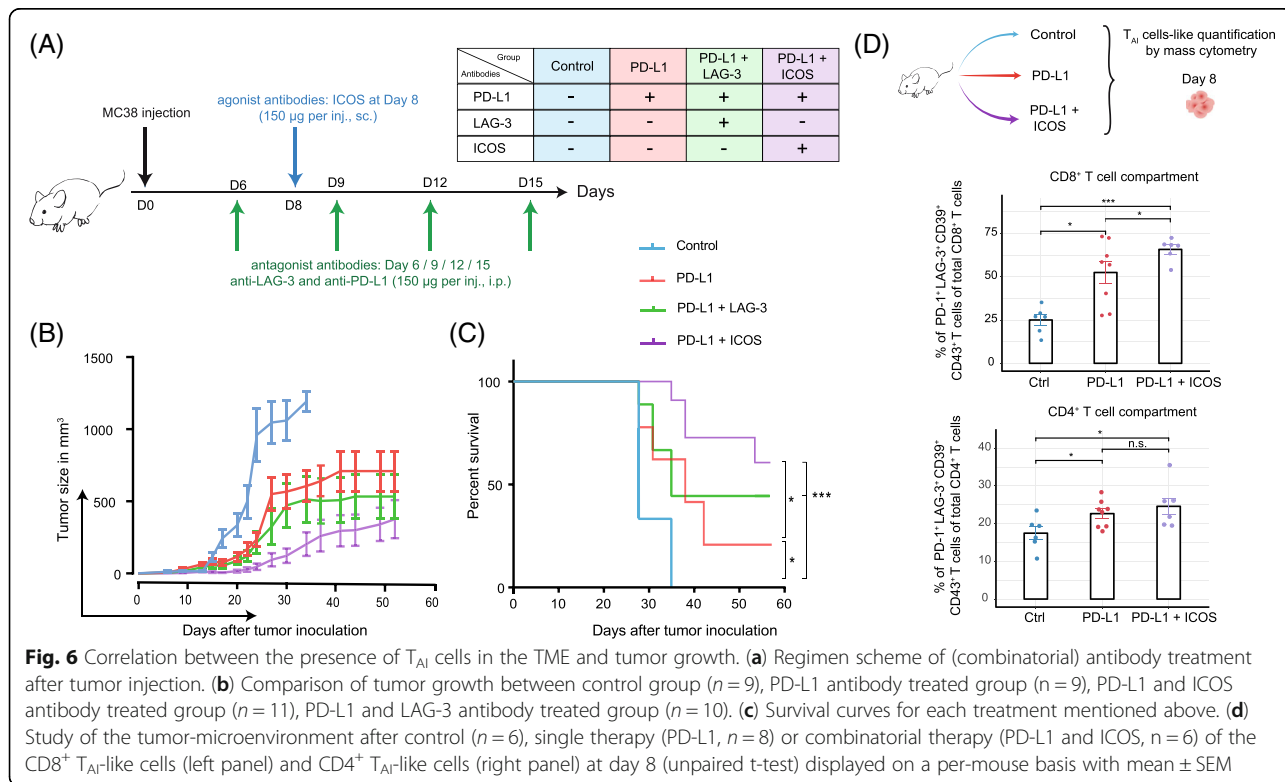 (A)
MC38 injection
agonist antibodies: ICOS at Day 8
(150 µg per inj., sc.)
Group
Antibodies
Control
PD-L1
PD-L1 +
LAG-3
PD-L1 +
ICOS
PD-L1 - + + +
LAG-3 - - + -
ICOS - - - +
D0
D6
D8
D9
D12
D15
Days
antagonist antibodies: Day 6 / 9 / 12 / 15
anti-LAG-3 and anti-PD-L1 (150 µg per inj., i.p.)
Control
PD-L1
PD-L1 + LAG-3
PD-L1 + ICOS
(B)
Tumor size in mm³
1500
1000
500
0
0 10 20 30 40 50 60
Days after tumor inoculation
(C)
Percent survival
100
50
0
0 10 20 30 40 50 60
Days after tumor inoculation
*
*
***
(D)
Control
PD-L1
PD-L1 +
ICOS
T_AI cells-like quantification
by mass cytometry
Day 8
CD8⁺ T cell compartment
% of PD-1⁺ LAG-3⁺ CD39⁺
CD43⁺ T cells of total CD8⁺ T cells
75
50
25
0
***
*
*
Ctrl PD-L1 PD-L1 + ICOS
CD4⁺ T cell compartment
% of PD-1⁺ LAG-3⁺CD39⁺
CD43⁺ T cells of total CD4⁺ T cells
40
30
20
10
0
*
n.s.
*
Ctrl PD-L1 PD-L1 + ICOS
Fig. 6 Correlation between the presence of T_AI cells in the TME and tumor growth. (a) Regimen scheme of (combinatorial) antibody treatment
after tumor injection. (b) Comparison of tumor growth between control group (n = 9), PD-L1 antibody treated group (n = 9), PD-L1 and ICOS
antibody treated group (n = 11), PD-L1 and LAG-3 antibody treated group (n = 10). (c) Survival curves for each treatment mentioned above. (d)
Study of the tumor-microenvironment after control (n = 6), single therapy (PD-L1, n = 8) or combinatorial therapy (PD-L1 and ICOS, n = 6) of the
CD8⁺ T_AI-like cells (left panel) and CD4⁺ T_AI-like cells (right panel) at day 8 (unpaired t-test) displayed on a per-mouse basis with mean ± SEM